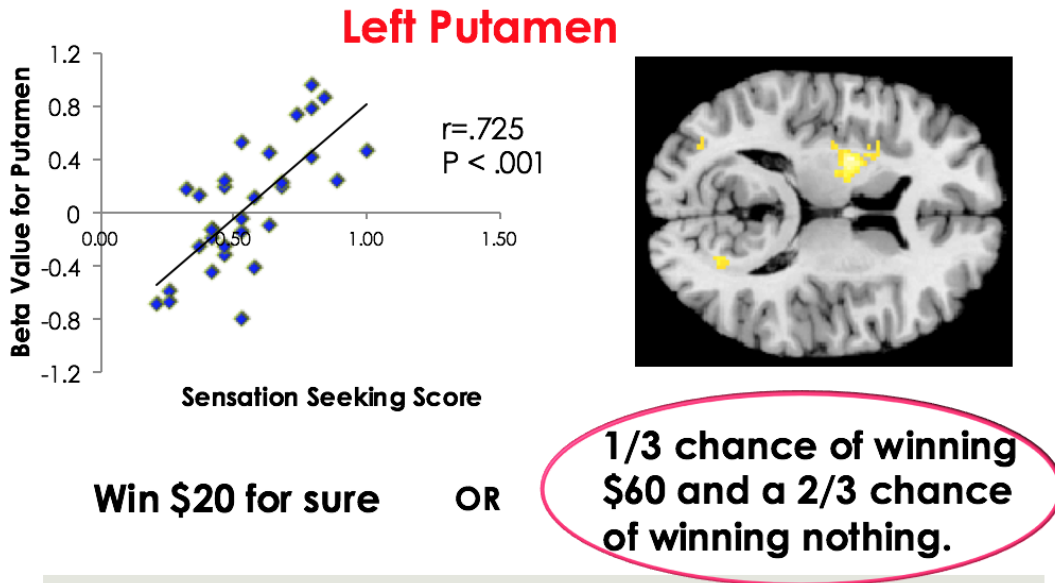 Left Putamen
1.2
0.8
0.4
0
-0.4
-0.8
-1.2
Beta Value for Putamen
0.00
0.50
1.00
1.50
Sensation Seeking Score
r=.725
P < .001
Win $20 for sure
OR
1/3 chance of winning
$60 and a 2/3 chance
of winning nothing.